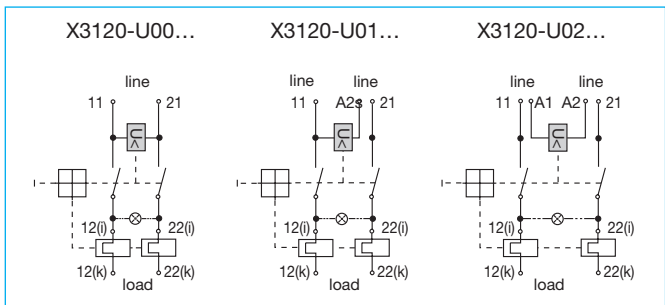 X3120-U00... X3120-U01... X3120-U02...
line line line line line
11 21 11 A2s 21 11 A1 A2 21
U< U< U<
12(i) 22(i) 12(i) 22(i) 12(i) 22(i)
12(k) 22(k) 12(k) 22(k) 12(k) 22(k)
load load load